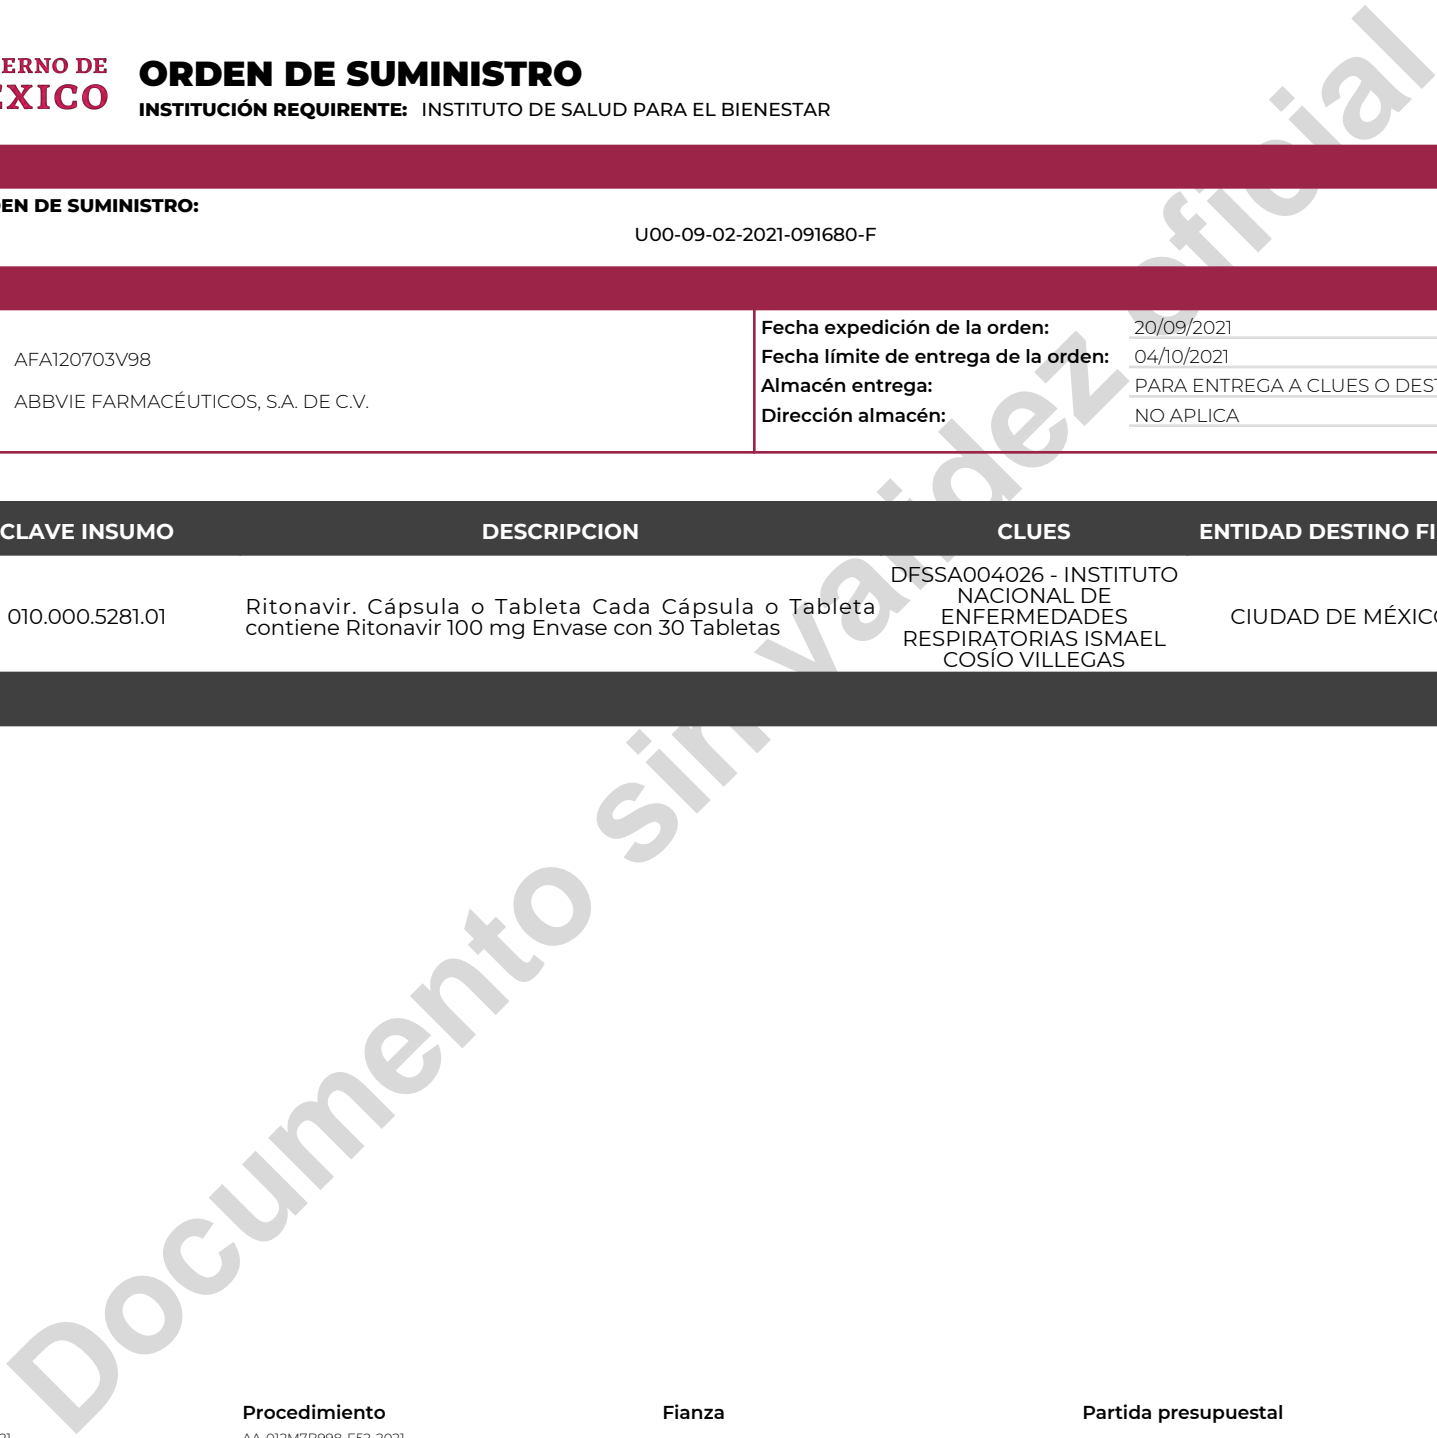 ERNO DE
ORDEN DE SUMINISTRO
EXICO
INSTITUCIÓN REQUIRENTE: INSTITUTO DE SALUD PARA EL BIENESTAR
EN DE SUMINISTRO:
U00-09-02-2021-091680-F
AFA120703V98
ABBVIE FARMACÉUTICOS, S.A. DE C.V.
Fecha expedición de la orden: 20/09/2021
Fecha límite de entrega de la orden: 04/10/2021
Almacén entrega: PARA ENTREGA A CLUES O DEST
Dirección almacén: NO APLICA
CLAVE INSUMO DESCRIPCION CLUES ENTIDAD DESTINO FI
010.000.5281.01
Ritonavir. Cápsula o Tableta Cada Cápsula o Tableta
contiene Ritonavir 100 mg Envase con 30 Tabletas
DFSSA004026 - INSTITUTO
NACIONAL DE
ENFERMEDADES
RESPIRATORIAS ISMAEL
COSÍO VILLEGAS
CIUDAD DE MÉXICO
Documento sin validez oficial
Procedimiento Fianza Partida presupuestal